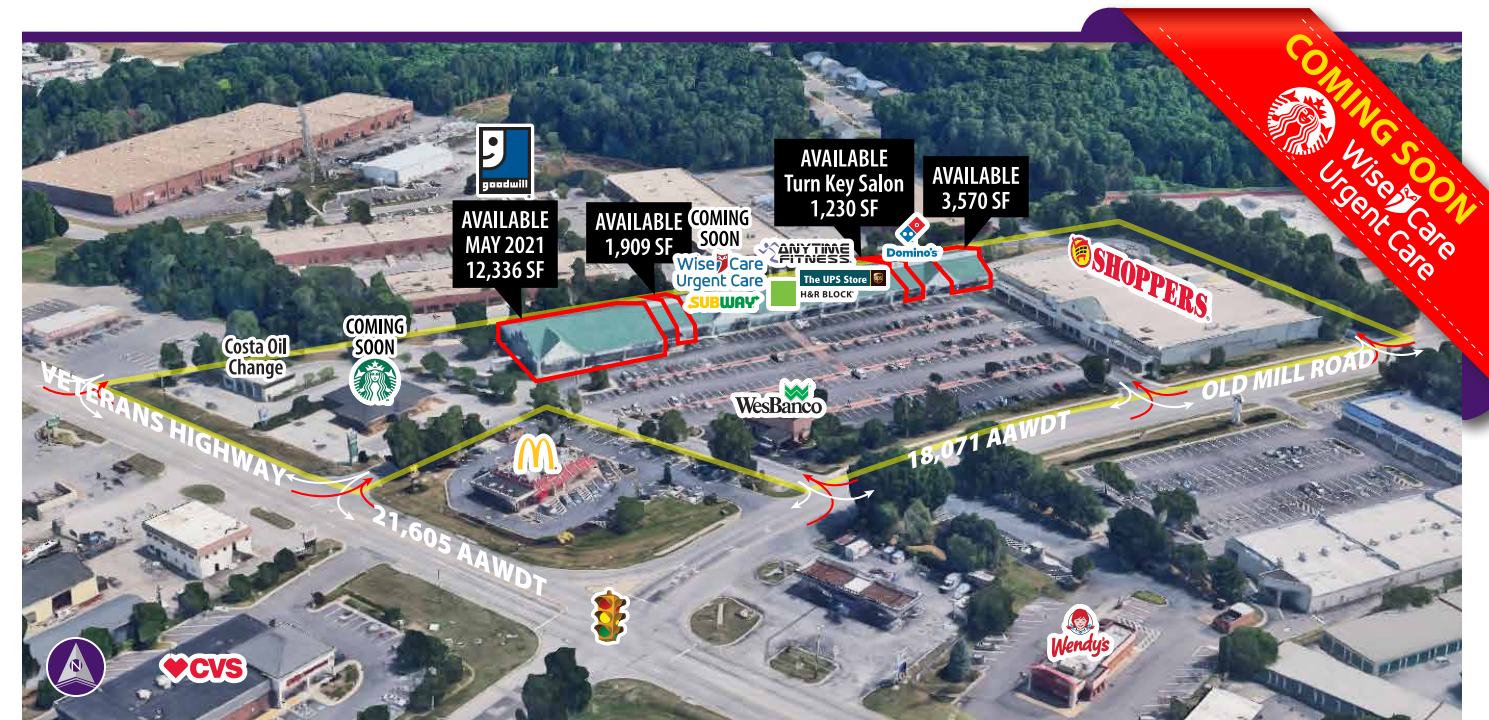 COMING SOON
Wise Care
Urgent Care
goodwill
AVAILABLE
MAY 2021
12,336 SF
AVAILABLE
1,909 SF
COMING
SOON
Wise Care
Urgent Care
SUBWAY
ANYTIME
FITNESS
The UPS Store
ups
H&R BLOCK
AVAILABLE
Turn Key Salon
1,230 SF
Domino's
AVAILABLE
3,570 SF
SHOPPERS
Costa Oil
Change
COMING
SOON
WesBanco
M
VETERANS HIGHWAY
21,605 AAWDT
18,071 AAWDT
OLD MILL ROAD
N
CVS
Wendy's